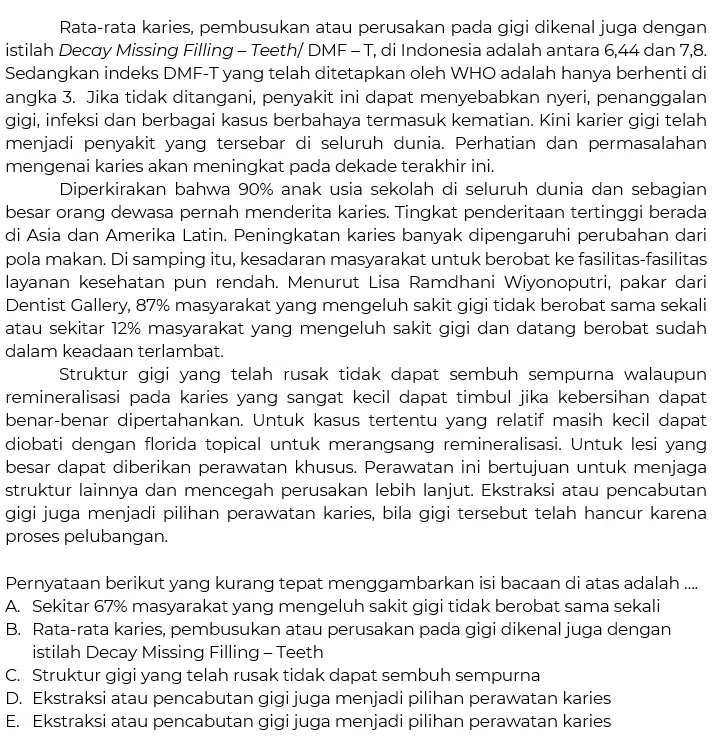 Rata-rata karies, pembusukan atau perusakan pada gigi dikenal juga dengan
istilah Decay Missing Filling – Teeth/ DMF – T, di Indonesia adalah antara 6,44 dan 7,8.
Sedangkan indeks DMF-T yang telah ditetapkan oleh WHO adalah hanya berhenti di
angka 3. Jika tidak ditangani, penyakit ini dapat menyebabkan nyeri, penanggalan
gigi, infeksi dan berbagai kasus berbahaya termasuk kematian. Kini karier gigi telah
menjadi penyakit yang tersebar di seluruh dunia. Perhatian dan permasalahan
mengenai karies akan meningkat pada dekade terakhir ini.
Diperkirakan bahwa 90% anak usia sekolah di seluruh dunia dan sebagian
besar orang dewasa pernah menderita karies. Tingkat penderitaan tertinggi berada
di Asia dan Amerika Latin. Peningkatan karies banyak dipengaruhi perubahan dari
pola makan. Di samping itu, kesadaran masyarakat untuk berobat ke fasilitas-fasilitas
layanan kesehatan pun rendah. Menurut Lisa Ramdhani Wiyonoputri, pakar dari
Dentist Gallery, 87% masyarakat yang mengeluh sakit gigi tidak berobat sama sekali
atau sekitar 12% masyarakat yang mengeluh sakit gigi dan datang berobat sudah
dalam keadaan terlambat.
Struktur gigi yang telah rusak tidak dapat sembuh sempurna walaupun
remineralisasi pada karies yang sangat kecil dapat timbul jika kebersihan dapat
benar-benar dipertahankan. Untuk kasus tertentu yang relatif masih kecil dapat
diobati dengan florida topical untuk merangsang remineralisasi. Untuk lesi yang
besar dapat diberikan perawatan khusus. Perawatan ini bertujuan untuk menjaga
struktur lainnya dan mencegah perusakan lebih lanjut. Ekstraksi atau pencabutan
gigi juga menjadi pilihan perawatan karies, bila gigi tersebut telah hancur karena
proses pelubangan.
Pernyataan berikut yang kurang tepat menggambarkan isi bacaan di atas adalah ....
A. Sekitar 67% masyarakat yang mengeluh sakit gigi tidak berobat sama sekali
B. Rata-rata karies, pembusukan atau perusakan pada gigi dikenal juga dengan
istilah Decay Missing Filling – Teeth
C. Struktur gigi yang telah rusak tidak dapat sembuh sempurna
D. Ekstraksi atau pencabutan gigi juga menjadi pilihan perawatan karies
E. Ekstraksi atau pencabutan gigi juga menjadi pilihan perawatan karies